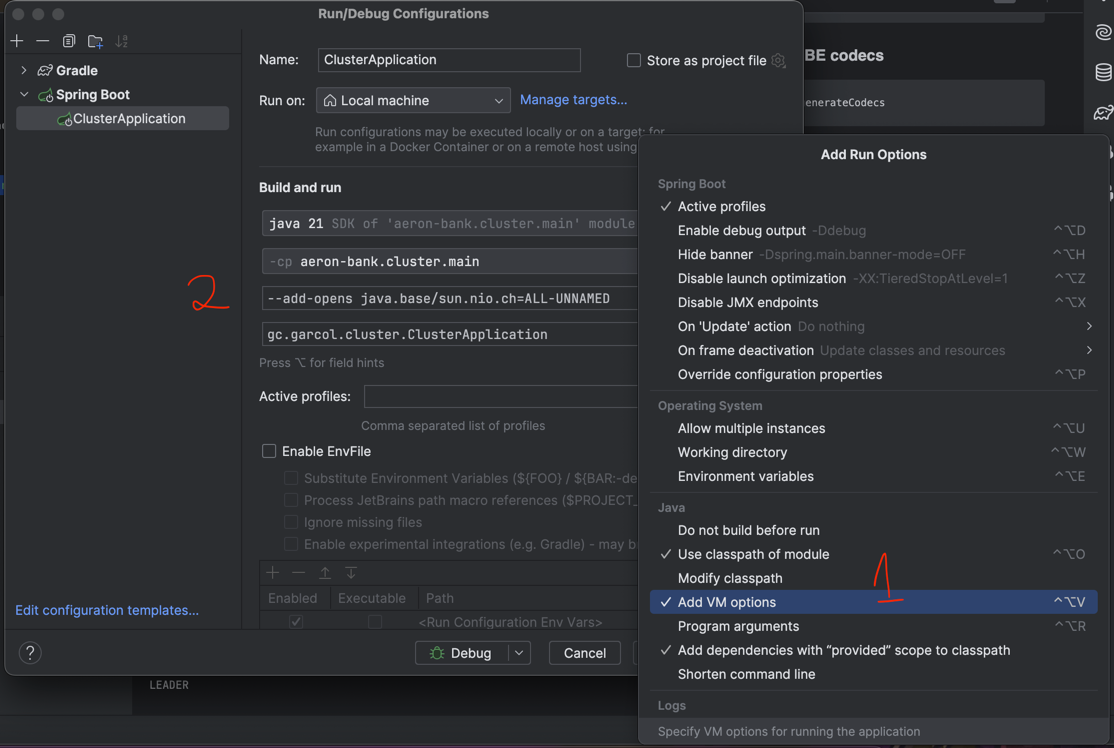 Run/Debug Configurations
Gradle
Spring Boot
ClusterApplication
Edit configuration templates...
?
Name: ClusterApplication
Store as project file
Run on: Local machine
Manage targets...
Run configurations may be executed locally or on a target: for
example in a Docker Container or on a remote host using
Build and run
java 21 SDK of 'aeron-bank.cluster.main' module
-cp aeron-bank.cluster.main
2
--add-opens java.base/sun.nio.ch=ALL-UNNAMED
gc.garcol.cluster.ClusterApplication
Press ⌥ for field hints
Active profiles:
Comma separated list of profiles
Enable EnvFile
Substitute Environment Variables (${FOO} / ${BAR:-de
Process JetBrains path macro references ($PROJECT_
Ignore missing files
Enable experimental integrations (e.g. Gradle) - may b
Enabled Executable Path
<Run Configuration Env Vars>
Debug
Cancel
LEADER
BE codecs
enerateCodecs
Add Run Options
Spring Boot
Active profiles
Enable debug output -Ddebug ⌃⌥D
Hide banner -Dspring.main.banner-mode=OFF ⌃⌥H
Disable launch optimization -XX:TieredStopAtLevel=1 ⌃⌥Z
Disable JMX endpoints ⌃⌥X
On 'Update' action Do nothing
On frame deactivation Update classes and resources
Override configuration properties ⌃⌥P
Operating System
Allow multiple instances ⌃⌥U
Working directory ⌃⌥W
Environment variables ⌃⌥E
Java
Do not build before run
Use classpath of module ⌃⌥O
Modify classpath
1
Add VM options ⌃⌥V
Program arguments ⌃⌥R
Add dependencies with “provided” scope to classpath
Shorten command line
Logs
Specify VM options for running the application